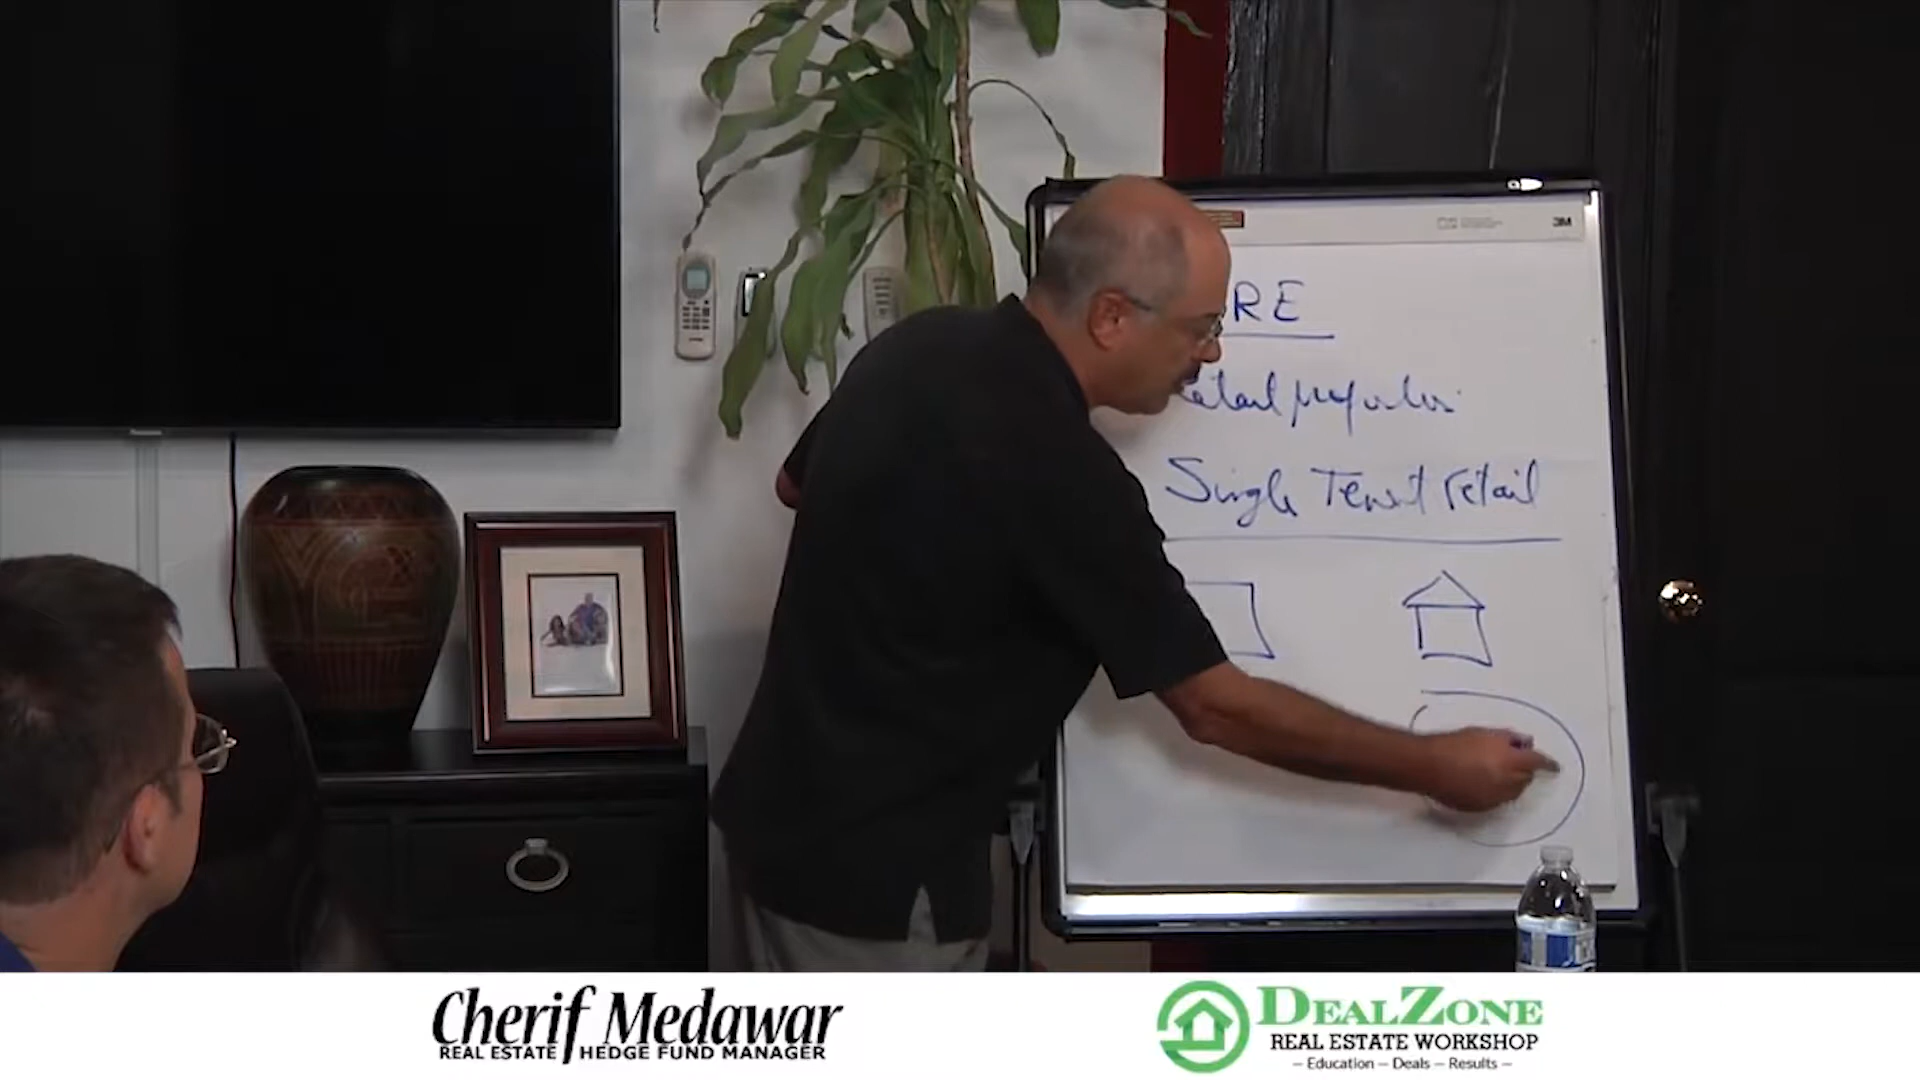 3M
RE
Single Tenant retail
Cherif Medawar
REAL ESTATE HEDGE FUND MANAGER
DEALZONE
REAL ESTATE WORKSHOP
– Education – Deals – Results –